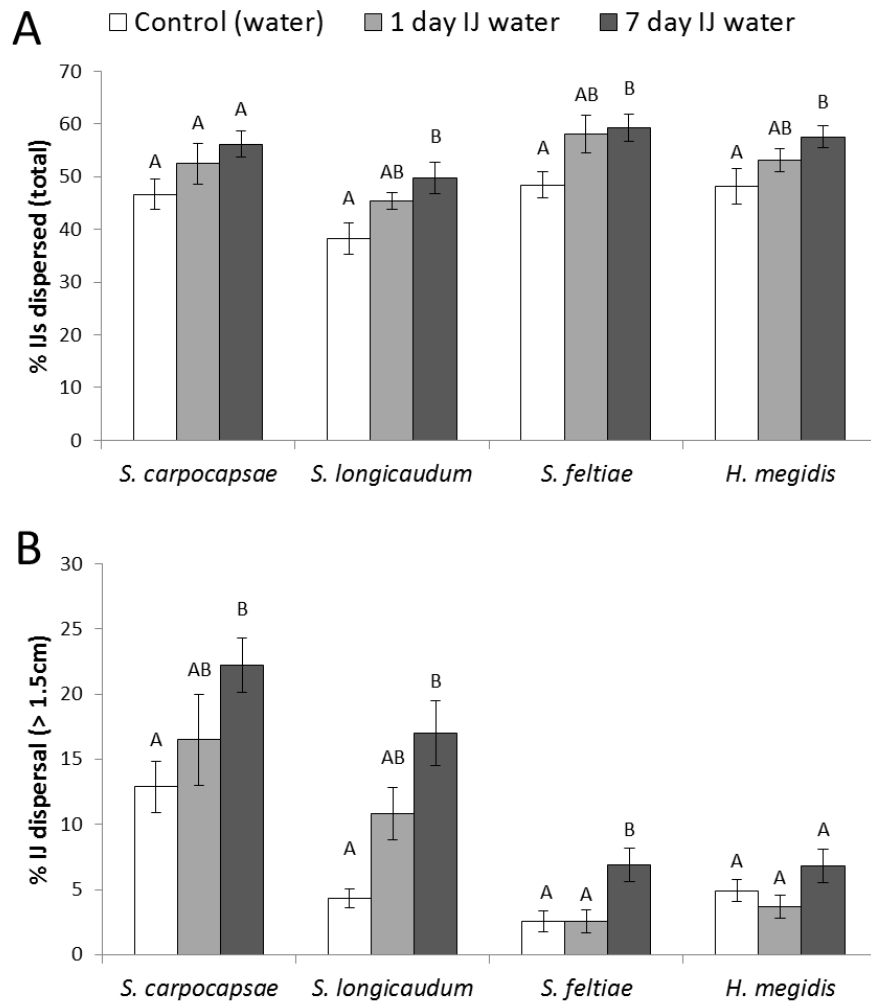 Control (water) 1 day IJ water 7 day IJ water
A
70
60
50
40
30
20
10
0
% IJs dispersed (total)
A A A
A AB B
A AB B
A AB B
S. carpocapsae S. longicaudum S. feltiae H. megidis
B
30
25
20
15
10
5
0
% IJ dispersal (> 1.5cm)
A AB B
A AB B
A A B
A A A
S. carpocapsae S. longicaudum S. feltiae H. megidis